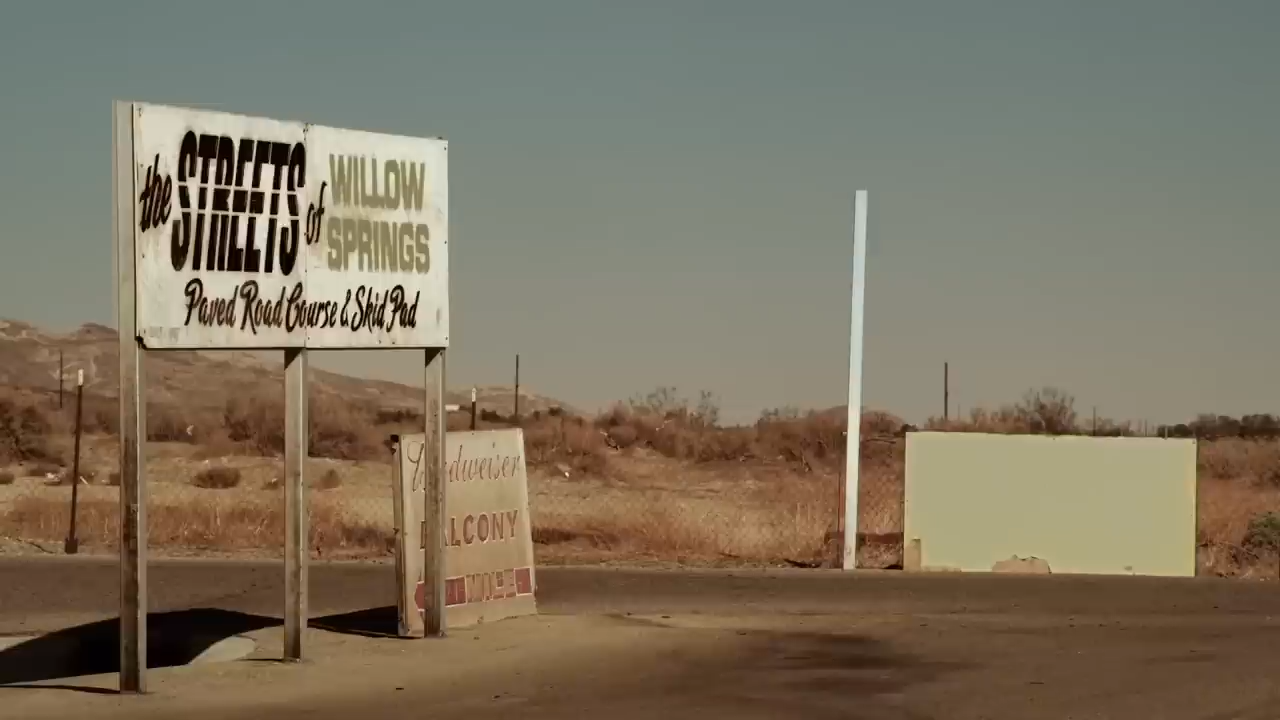 the STREETS of WILLOW SPRINGS
Paved Road Course & Skid Pad
Budweiser
BALCONY